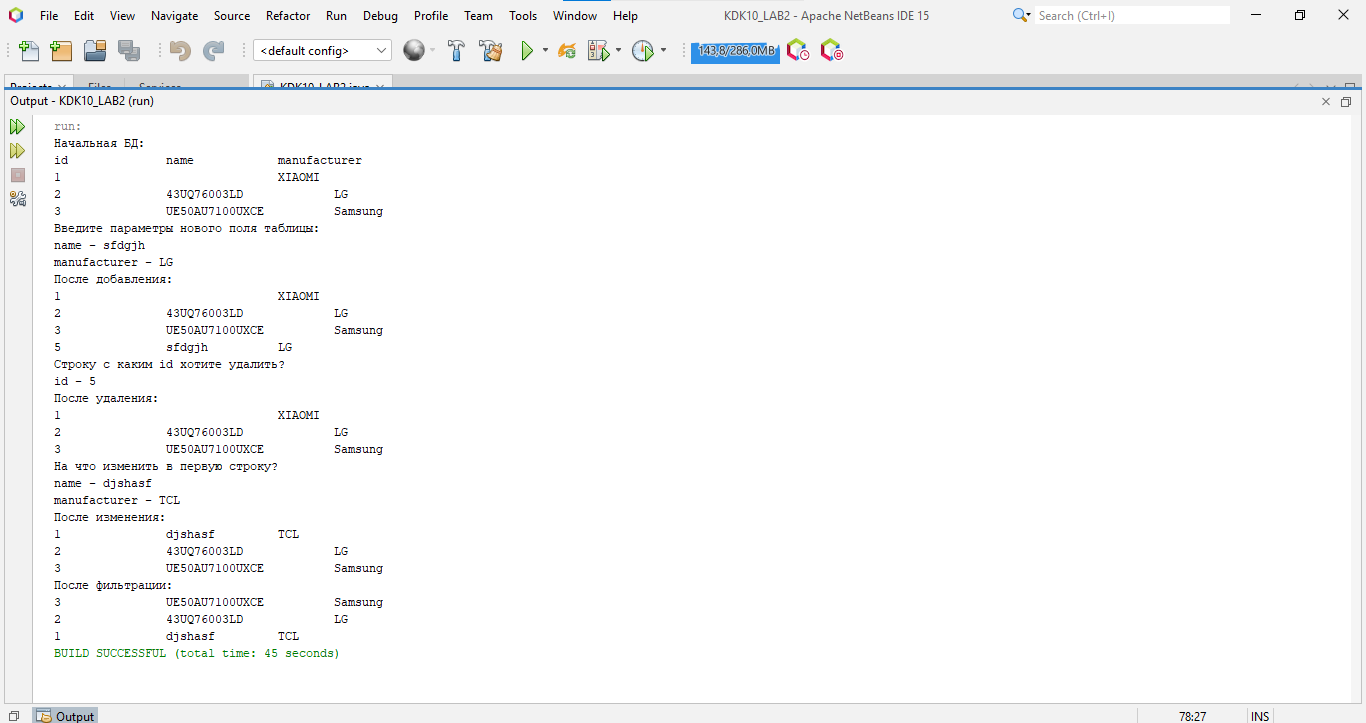 File Edit View Navigate Source Refactor Run Debug Profile Team Tools Window Help KDK10_LAB2 - Apache NetBeans IDE 15 Search (Ctrl+I)
<default config> 143,8/286,0MB
Projects Files Services KDK10_LAB2.java
Output - KDK10_LAB2 (run)
run:
Начальная БД:
id name manufacturer
1 XIAOMI
2 43UQ76003LD LG
3 UE50AU7100UXCE Samsung
Введите параметры нового поля таблицы:
name - sfdgjh
manufacturer - LG
После добавления:
1 XIAOMI
2 43UQ76003LD LG
3 UE50AU7100UXCE Samsung
5 sfdgjh LG
Строку с каким id хотите удалить?
id - 5
После удаления:
1 XIAOMI
2 43UQ76003LD LG
3 UE50AU7100UXCE Samsung
На что изменить в первую строку?
name - djshasf
manufacturer - TCL
После изменения:
1 djshasf TCL
2 43UQ76003LD LG
3 UE50AU7100UXCE Samsung
После фильтрации:
3 UE50AU7100UXCE Samsung
2 43UQ76003LD LG
1 djshasf TCL
BUILD SUCCESSFUL (total time: 45 seconds)
Output 78:27 INS